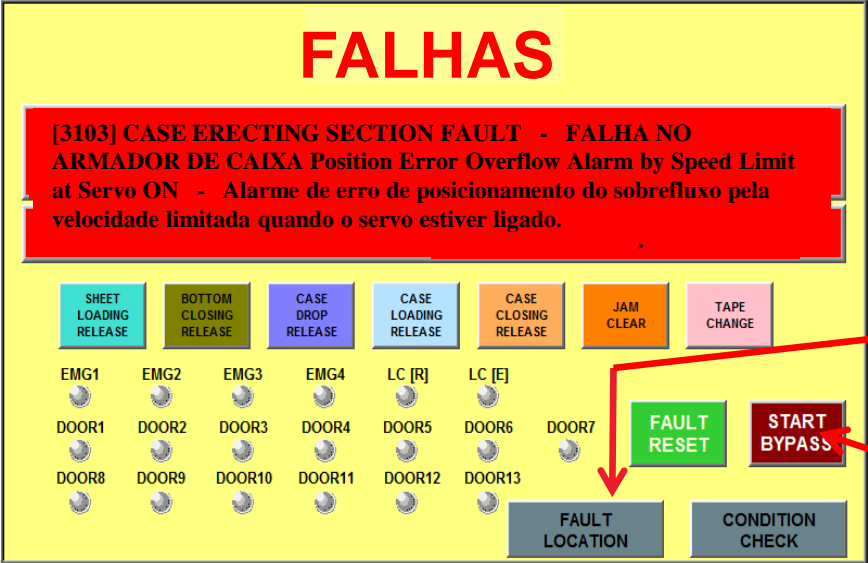 FALHAS
[3103] CASE ERECTING SECTION FAULT - FALHA NO
ARMADOR DE CAIXA Position Error Overflow Alarm by Speed Limit
at Servo ON - Alarme de erro de posicionamento do sobrefluxo pela
velocidade limitada quando o servo estiver ligado.
SHEET
LOADING
RELEASE
BOTTOM
CLOSING
RELEASE
CASE
DROP
RELEASE
CASE
LOADING
RELEASE
CASE
CLOSING
RELEASE
JAM
CLEAR
TAPE
CHANGE
EMG1 EMG2 EMG3 EMG4 LC [R] LC [E]
DOOR1 DOOR2 DOOR3 DOOR4 DOOR5 DOOR6 DOOR7
FAULT
RESET
START
BYPASS
DOOR8 DOOR9 DOOR10 DOOR11 DOOR12 DOOR13
FAULT
LOCATION
CONDITION
CHECK